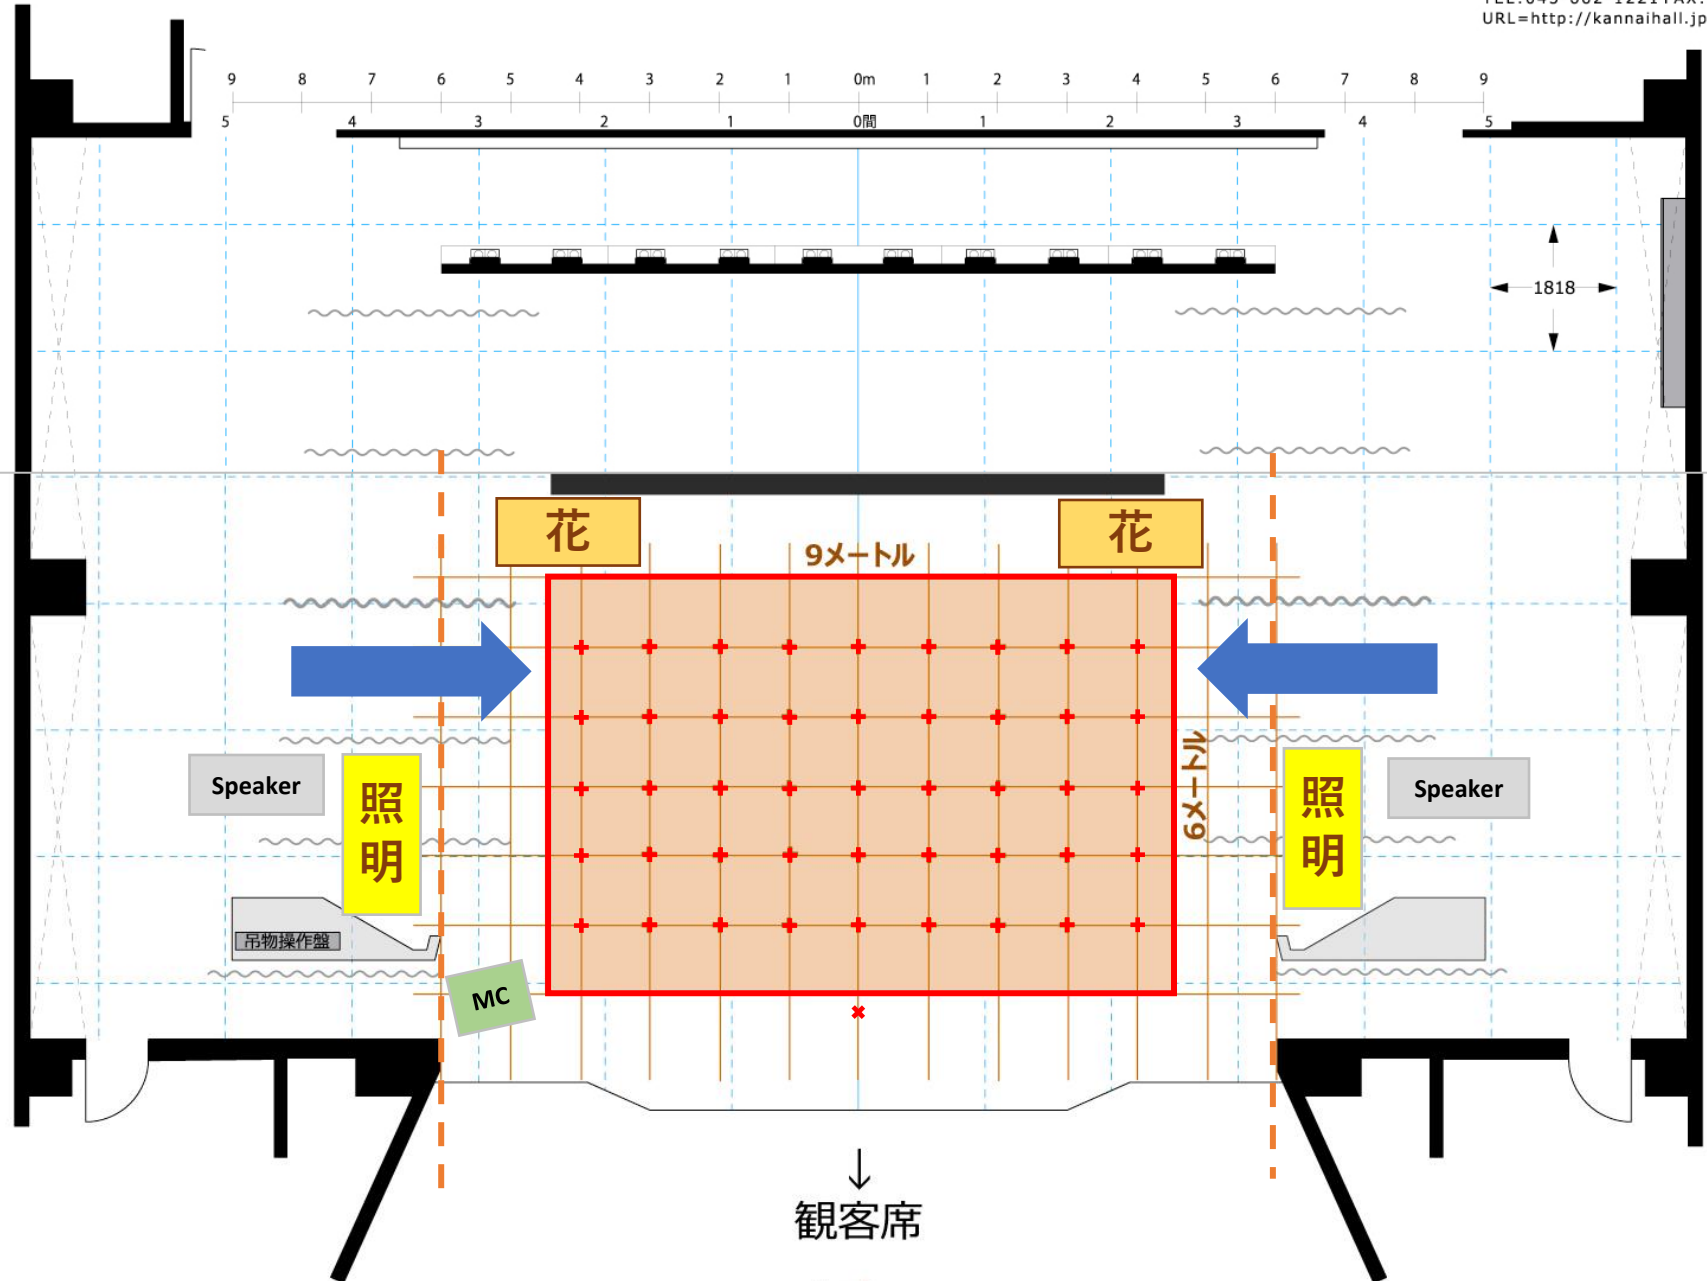 URL=http://kannaihall.jp
9 8 7 6 5 4 3 2 1 0m 1 2 3 4 5 6 7 8 9
5 4 3 2 1 0間 1 2 3 4 5
1818
花 花
9メートル
6メートル
Speaker 照明 照明 Speaker
吊物操作盤
MC
↓
観客席